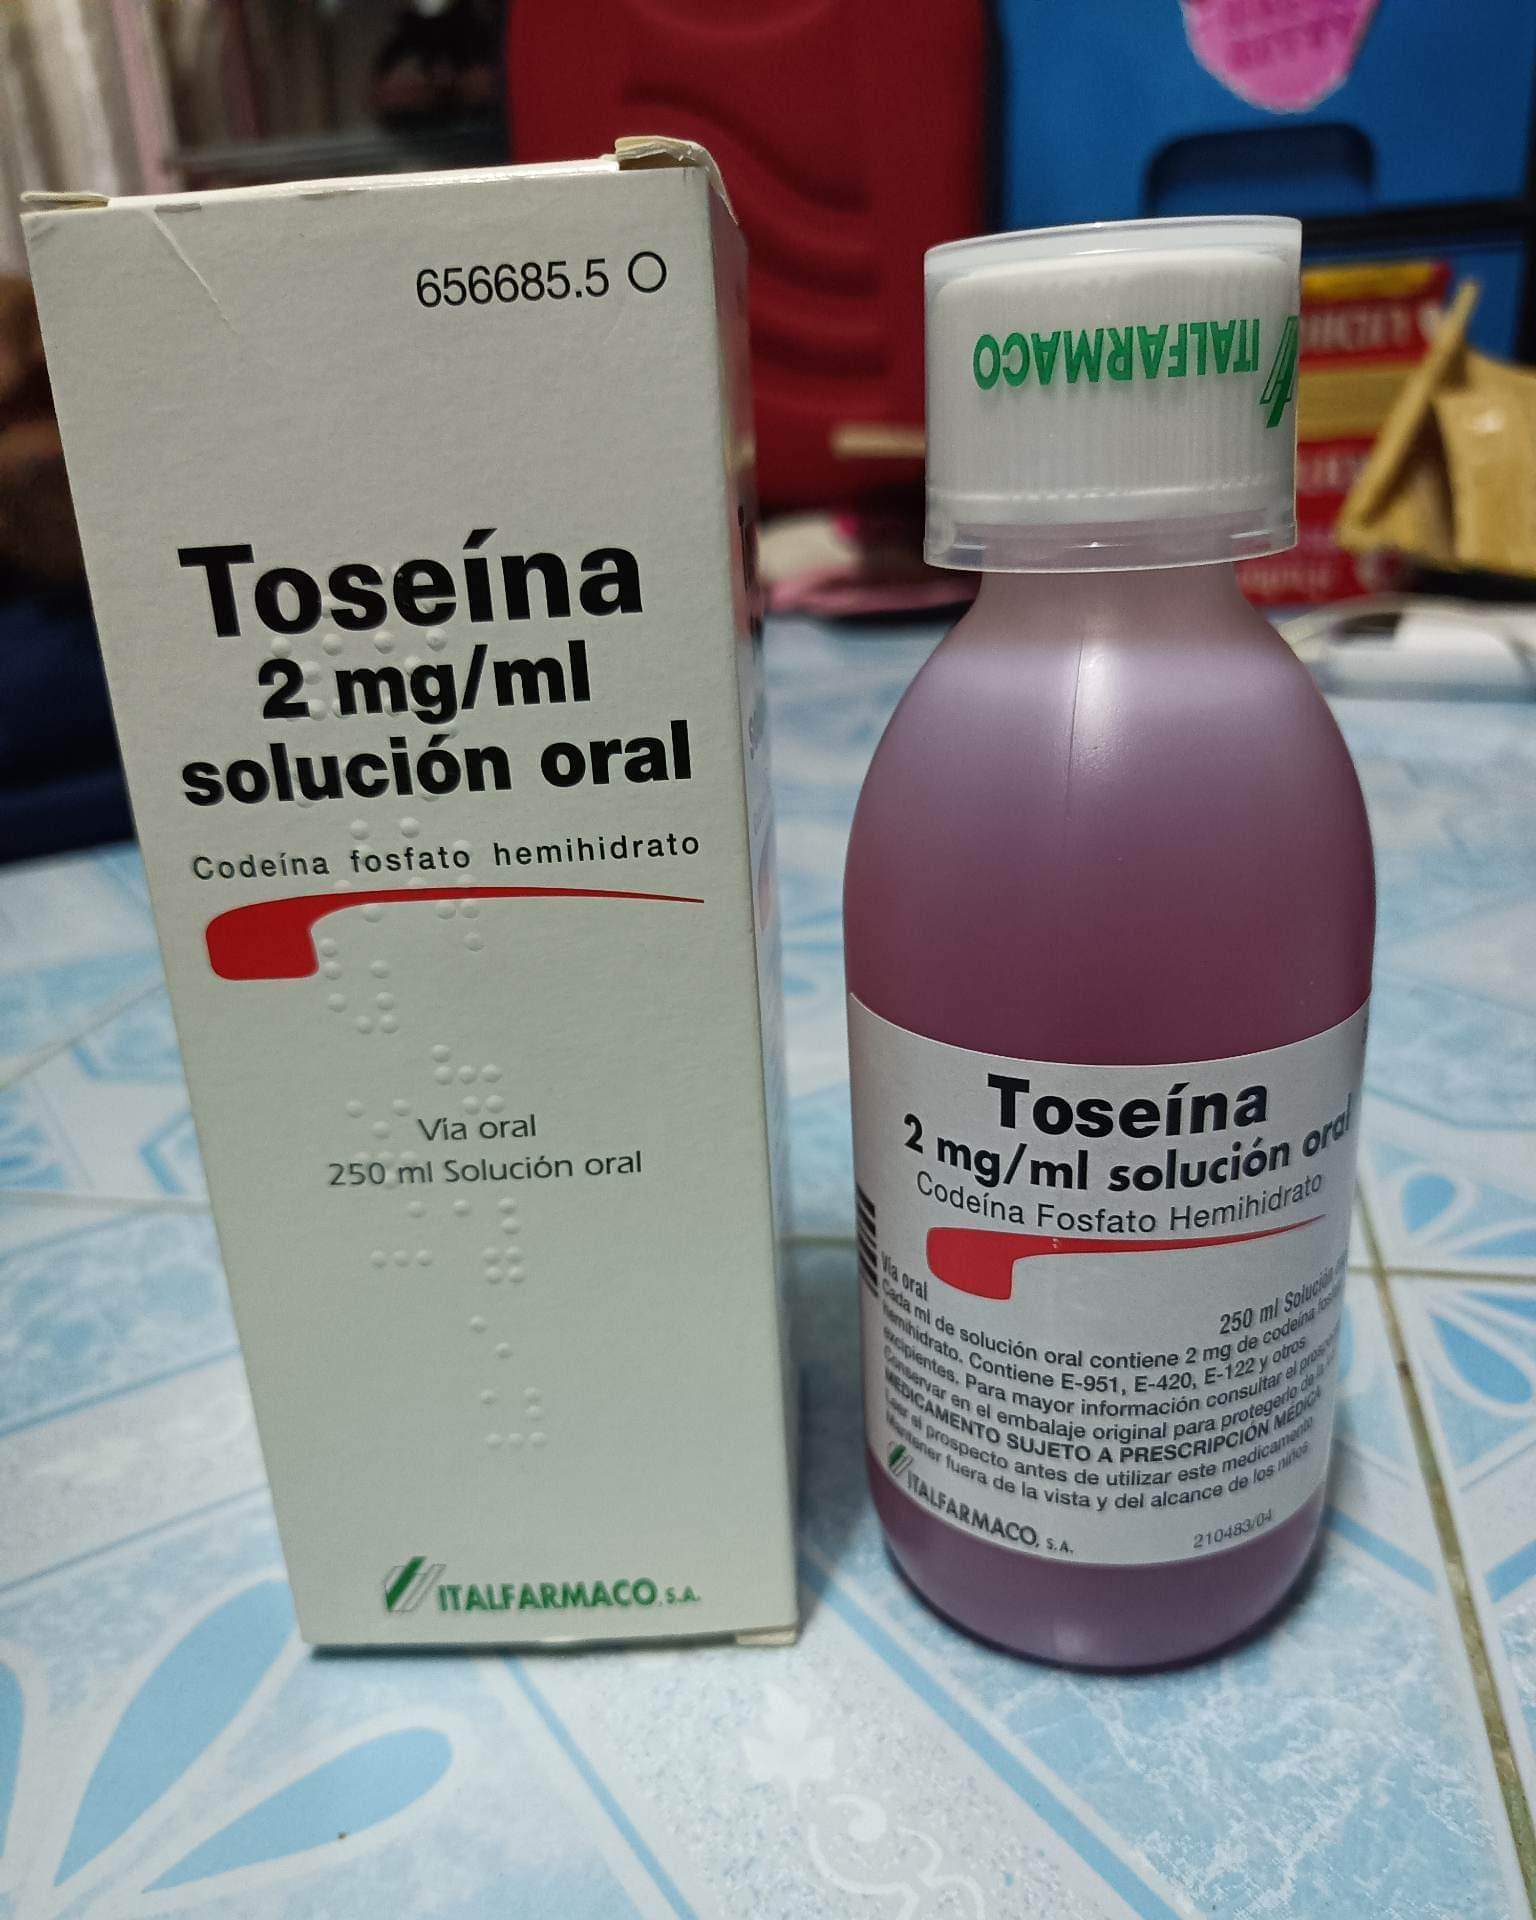 656685.5 O
Toseína
2 mg/ml
solución oral
Codeína fosfato hemihidrato
Vía oral
250 ml Solución oral
ITALFARMACO, S.A.
ITALFARMACO
Toseína
2 mg/ml solución oral
Codeína Fosfato Hemihidrato
Vía oral
250 ml Solución
Cada ml de solución oral contiene 2 mg de codeína
hemihidrato. Contiene E-951, E-420, E-122 y otros
excipientes. Para mayor información consultar el
Conservar en el embalaje original para protegerlo de la
MEDICAMENTO SUJETO A PRESCRIPCIÓN MÉDICA
Leer el prospecto antes de utilizar este medicamento
Mantener fuera de la vista y del alcance de los niños
ITALFARMACO, S.A.
210483/04